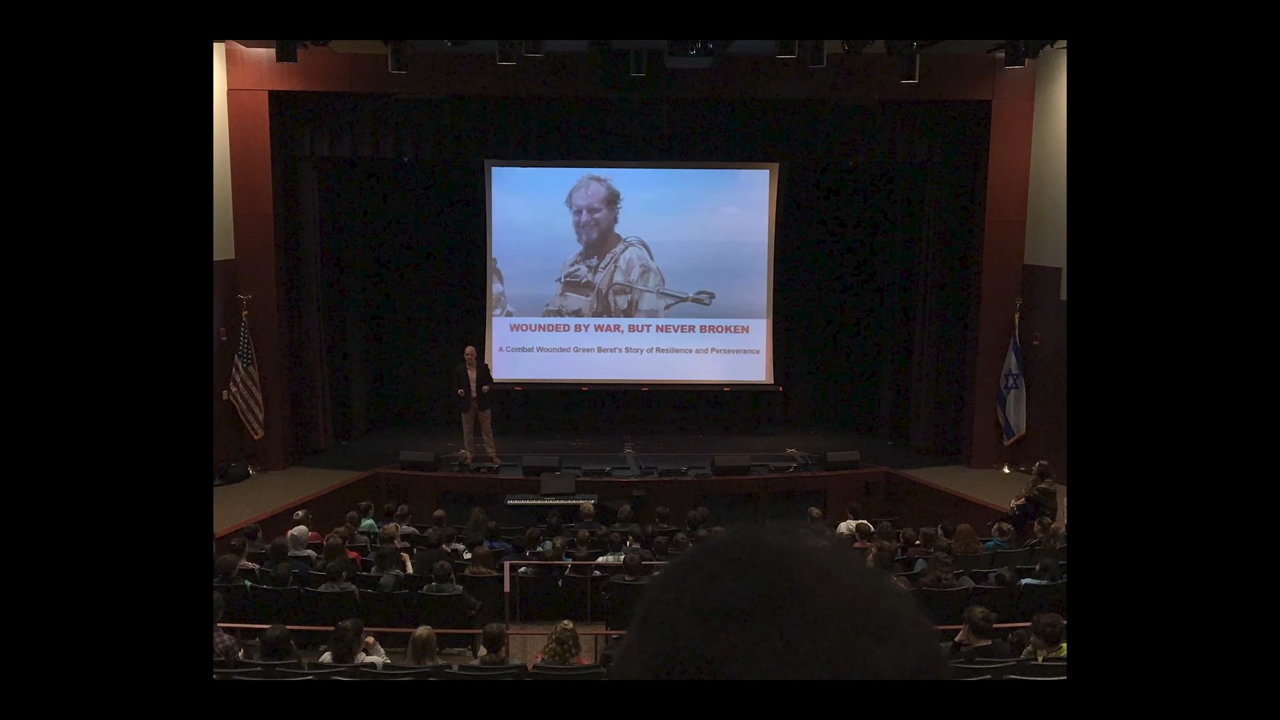 WOUNDED BY WAR, BUT NEVER BROKEN
A Combat Wounded Green Beret's Story of Resilience and Perseverance